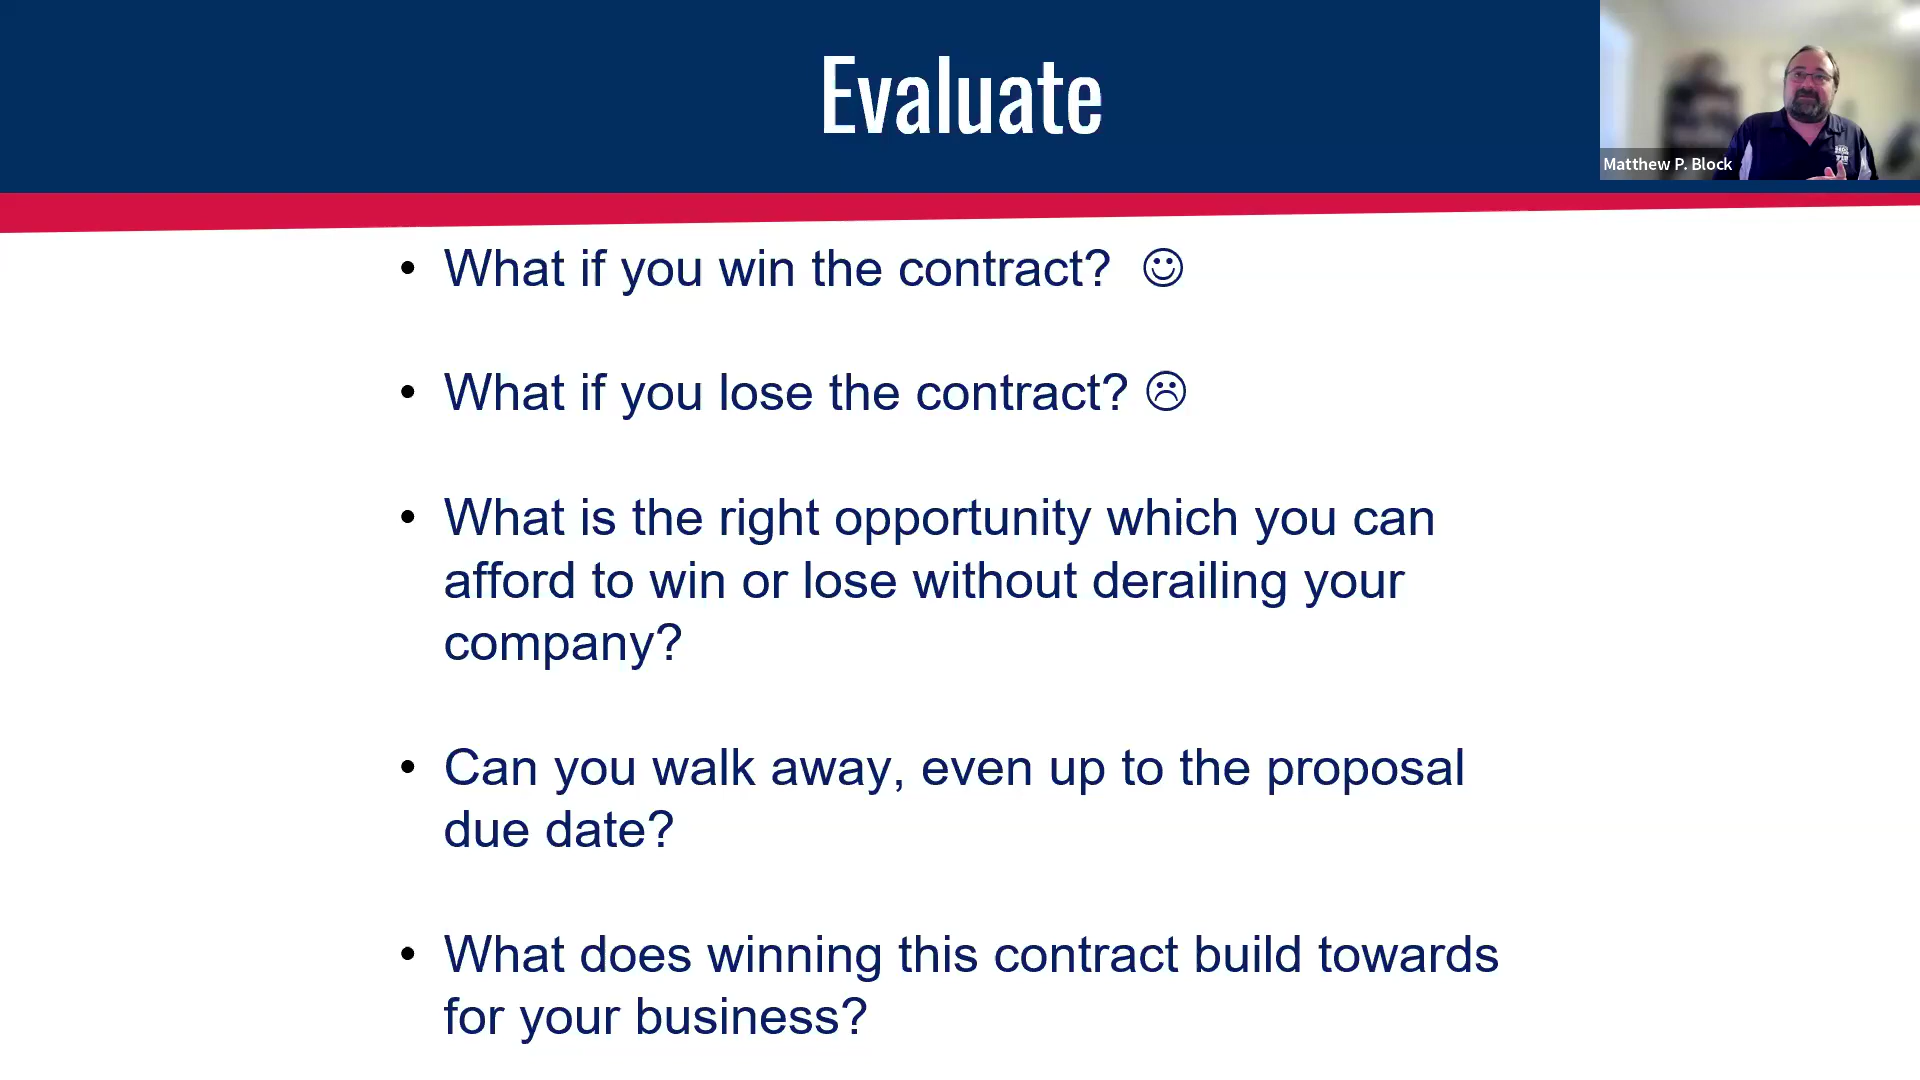 Evaluate
Matthew P. Block
• What if you win the contract? ☺
• What if you lose the contract? ☹
• What is the right opportunity which you can
afford to win or lose without derailing your
company?
• Can you walk away, even up to the proposal
due date?
• What does winning this contract build towards
for your business?